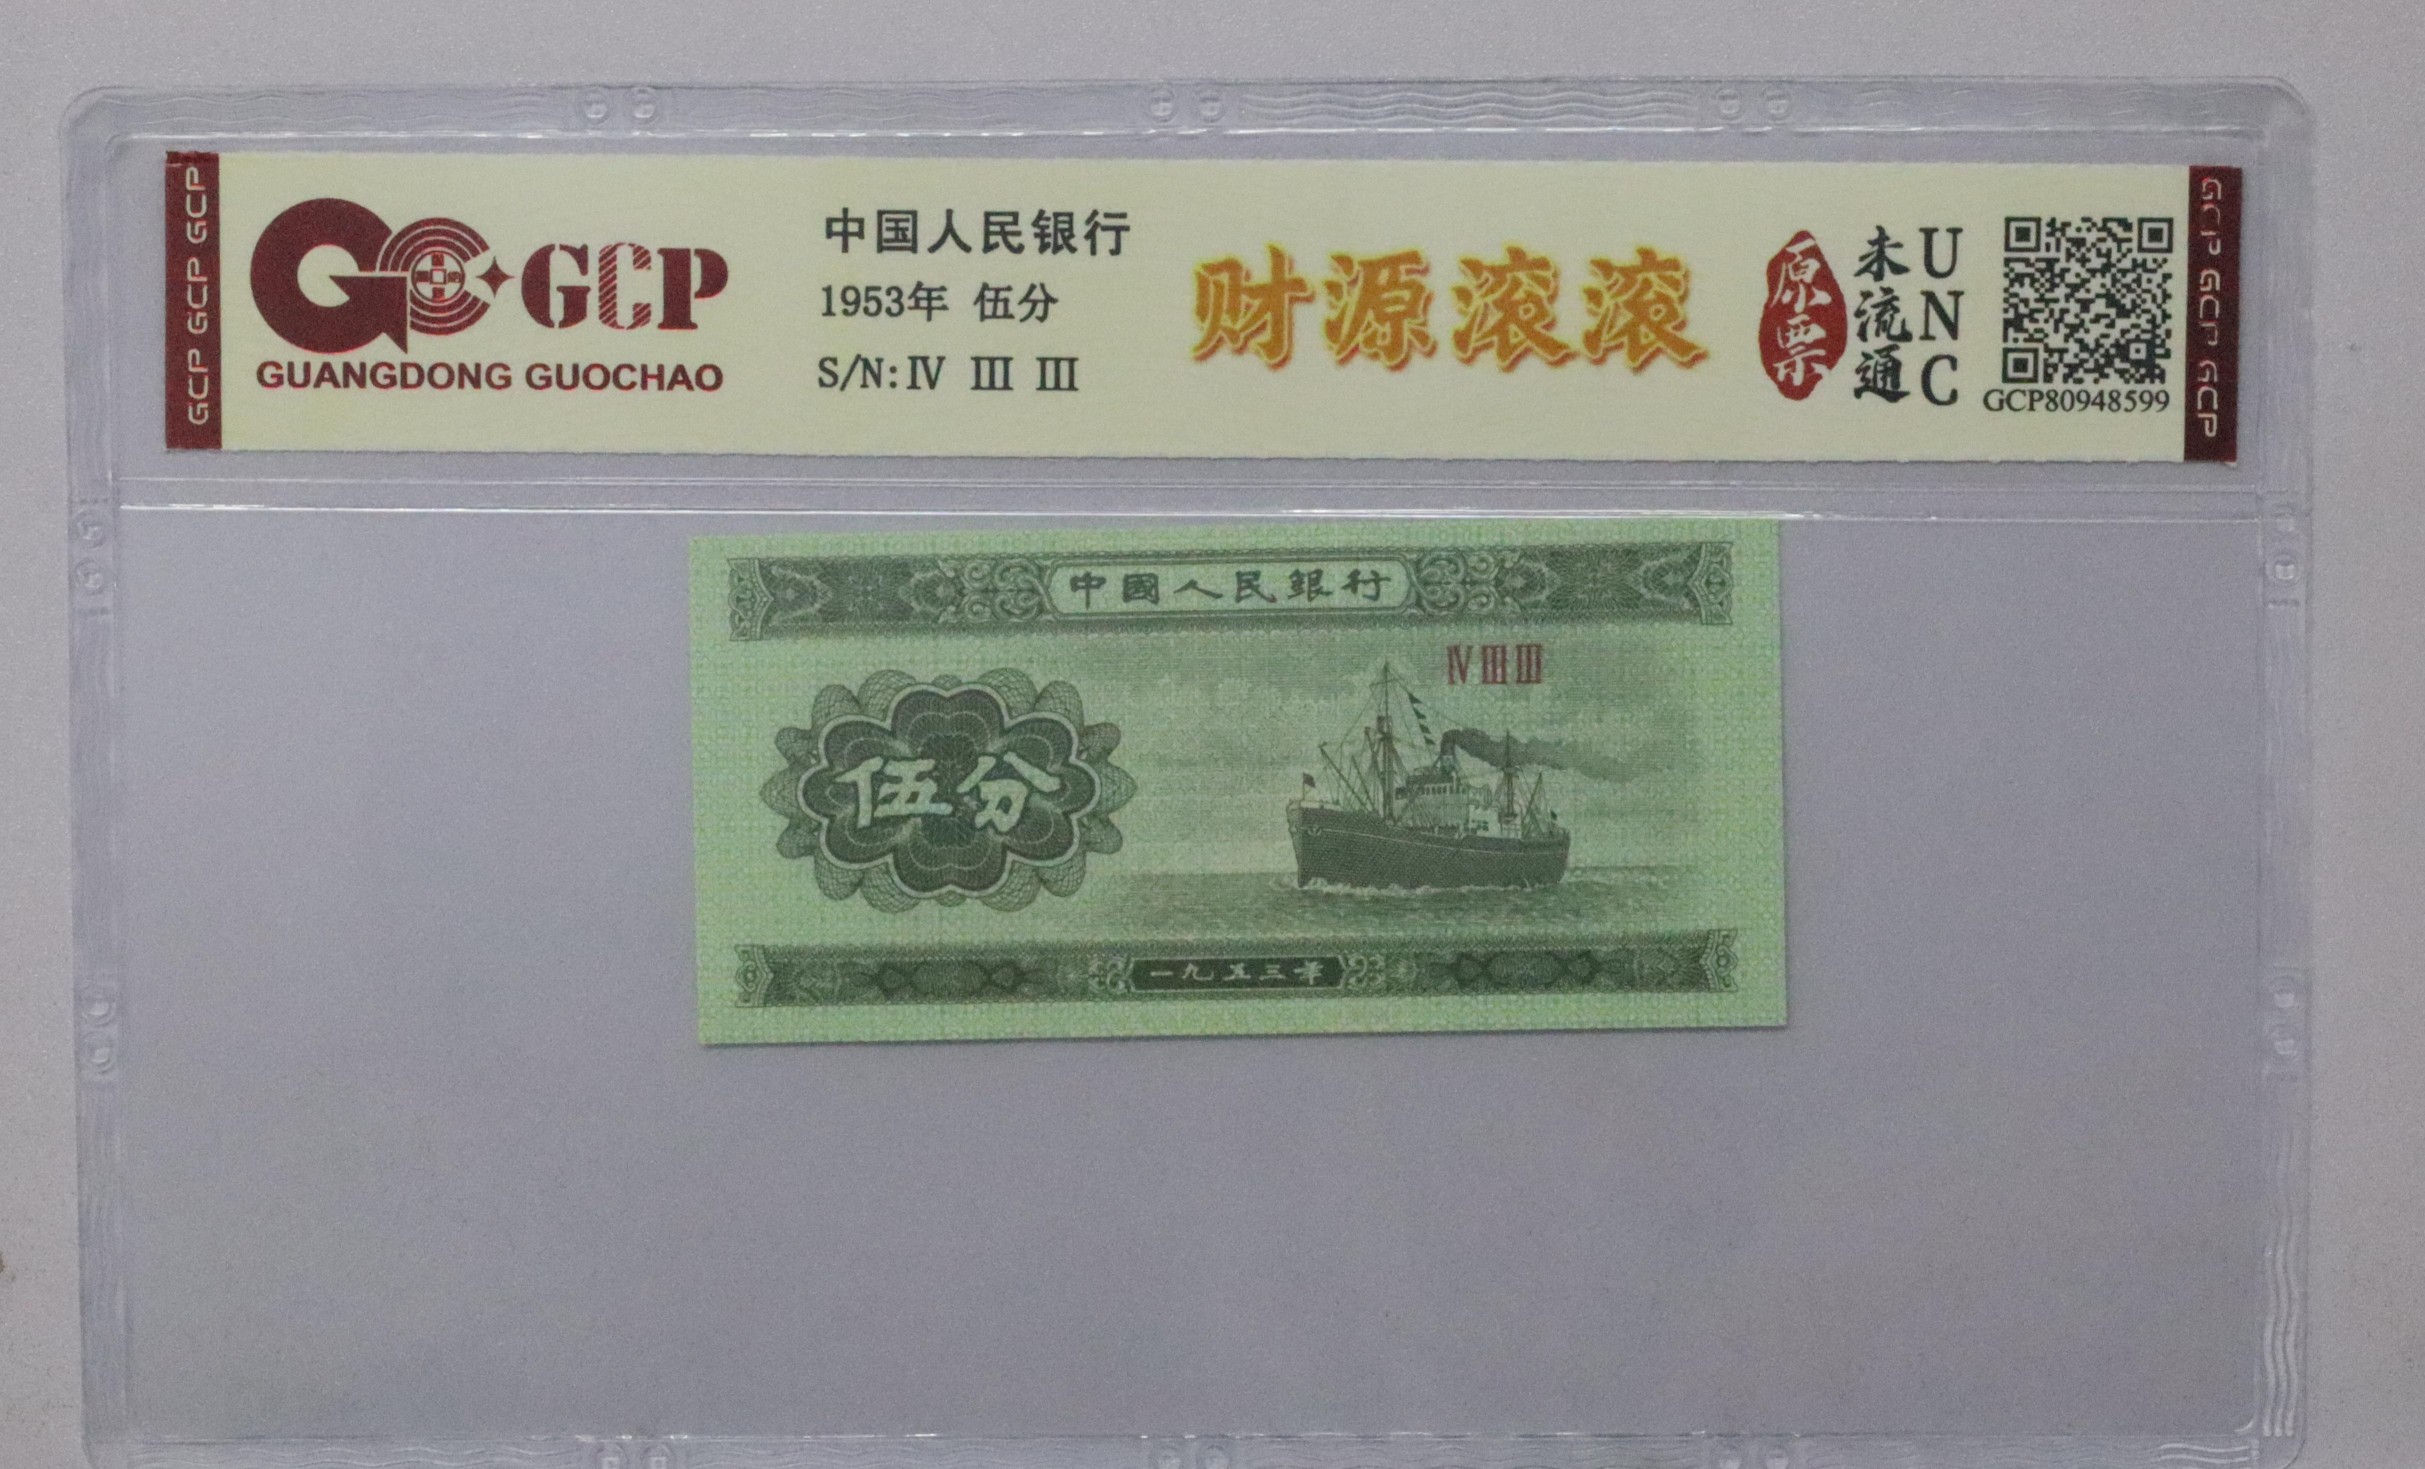 GCP GCP GCP
GCP
GUANGDONG GUOCHAO
中国人民银行
1953年 伍分
S/N:Ⅳ Ⅲ Ⅲ
财源滚滚
原票
未流通
UNC
GCP80948599
GCP GCP GCP
中國人民銀行
Ⅳ Ⅲ Ⅲ
伍分
一九五三年